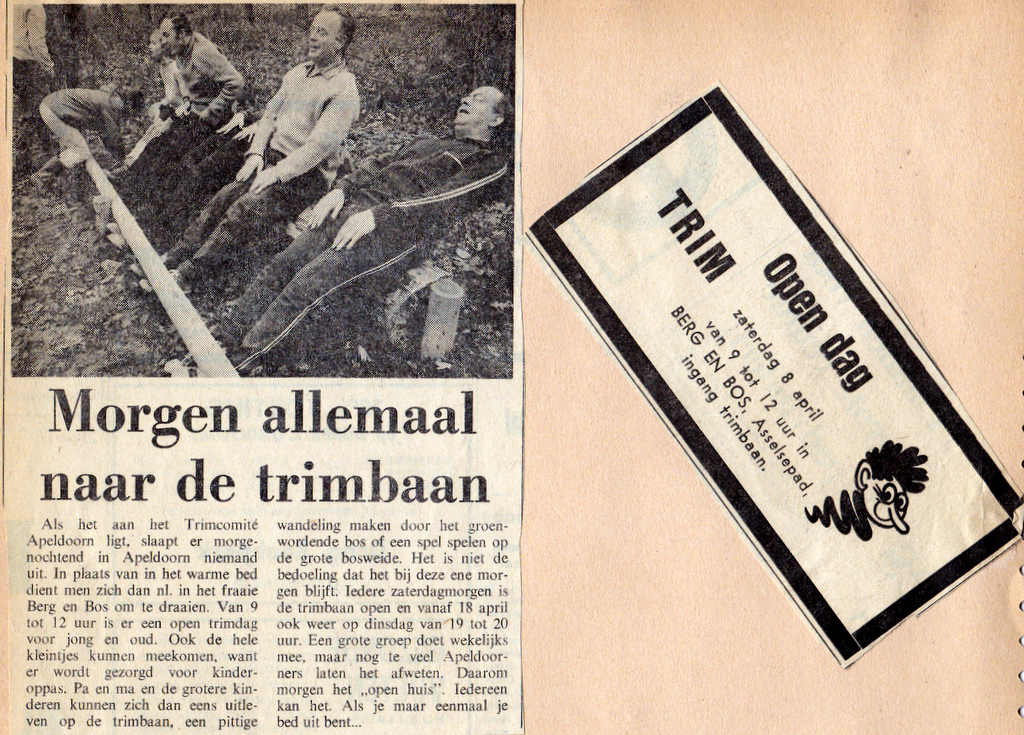 Morgen allemaal
naar de trimbaan
Als het aan het Trimcomité
Apeldoorn ligt, slaapt er morge-
nochtend in Apeldoorn niemand
uit. In plaats van in het warme bed
dient men zich dan nl. in het fraaie
Berg en Bos om te draaien. Van 9
tot 12 uur is er een open trimdag
voor jong en oud. Ook de hele
kleintjes kunnen meekomen, want
er wordt gezorgd voor kinder-
oppas. Pa en ma en de grotere kin-
deren kunnen zich dan eens uitle-
ven op de trimbaan, een pittige
wandeling maken door het groen-
wordende bos of een spel spelen op
de grote bosweide. Het is niet de
bedoeling dat het bij deze ene mor-
gen blijft. Iedere zaterdagmorgen is
de trimbaan open en vanaf 18 april
ook weer op dinsdag van 19 tot 20
uur. Een grote groep doet wekelijks
mee, maar nog te veel Apeldoor-
ners laten het afweten. Daarom
morgen het „open huis”. Iedereen
kan het. Als je maar eenmaal je
bed uit bent...
TRIM
Open dag
zaterdag 8 april
van 9 tot 12 uur in
BERG EN BOS, Asselsepad,
ingang trimbaan.